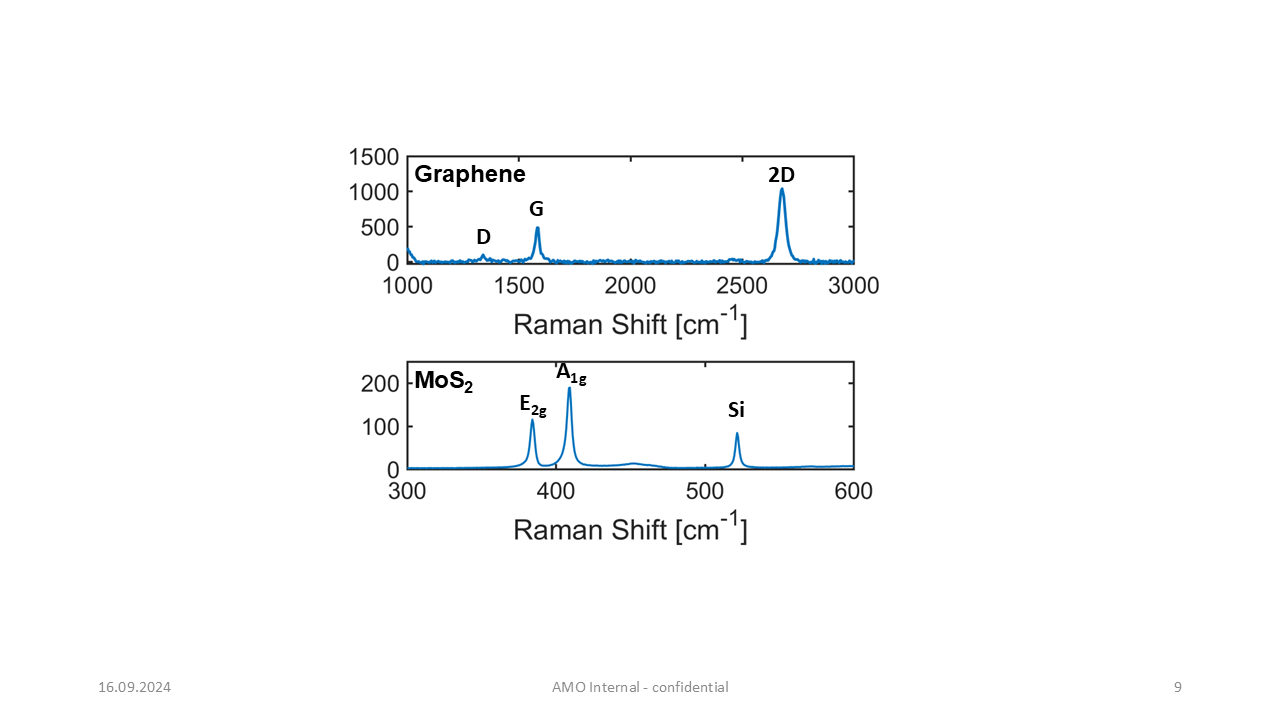 1500
Graphene
2D
1000
G
500
D
0
1000 1500 2000 2500 3000
Raman Shift [cm⁻¹]
A₁g
200
MoS₂
E₂g
Si
100
0
300 400 500 600
Raman Shift [cm⁻¹]
16.09.2024
AMO Internal - confidential
9